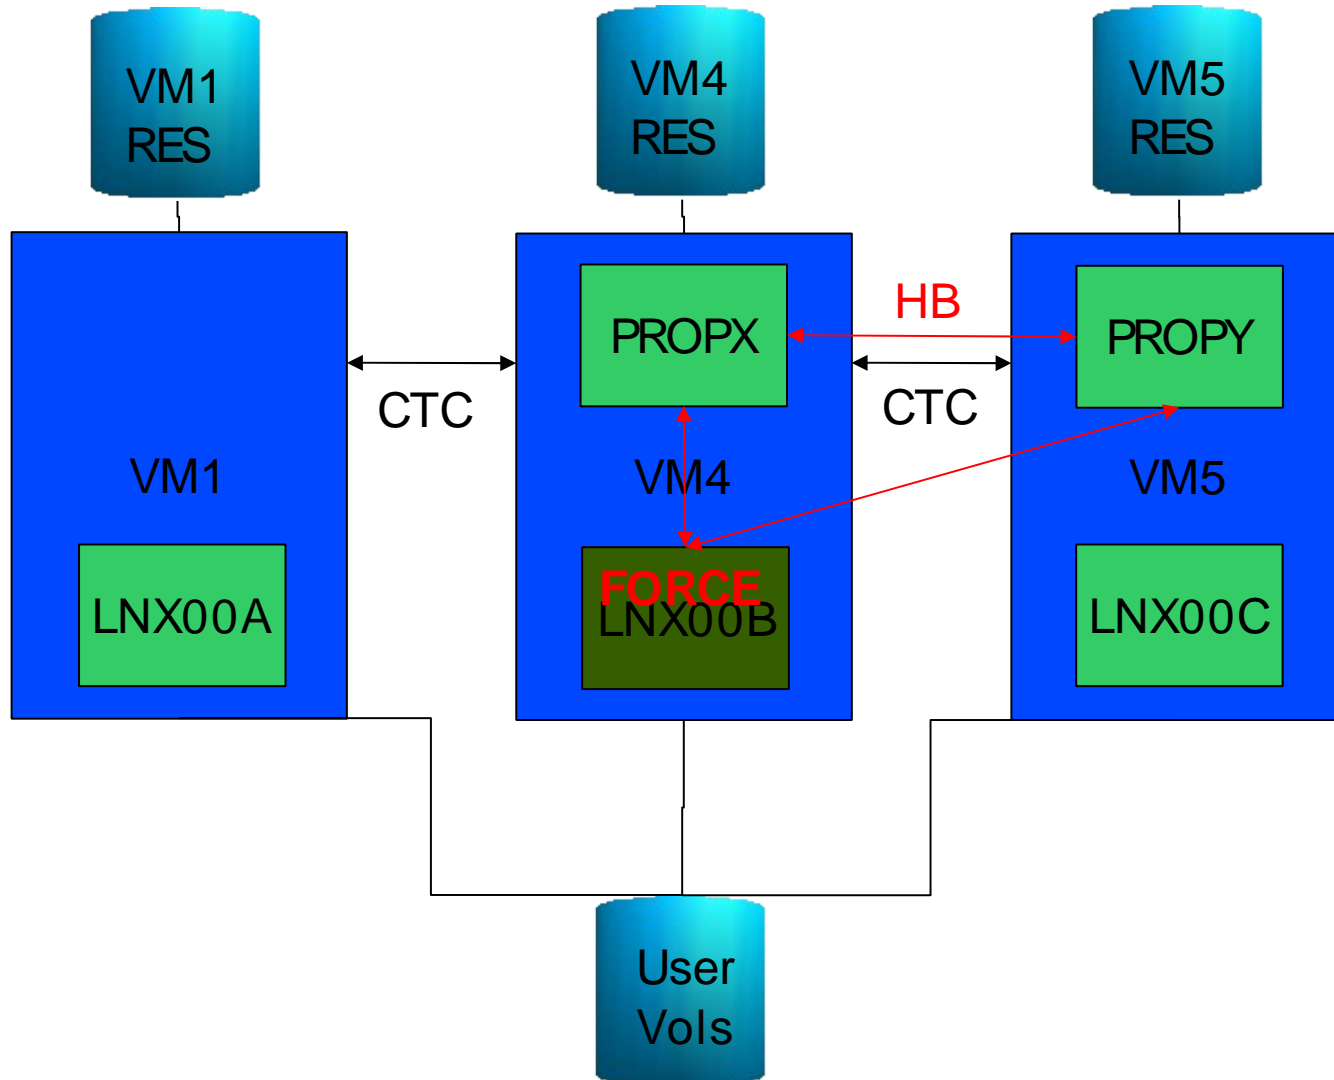 VM1
RES
VM4
RES
VM5
RES
HB
PROPX
PROPY
CTC
CTC
VM1
VM4
VM5
FORCE
LNX00A
LNX00B
LNX00C
User
Vols